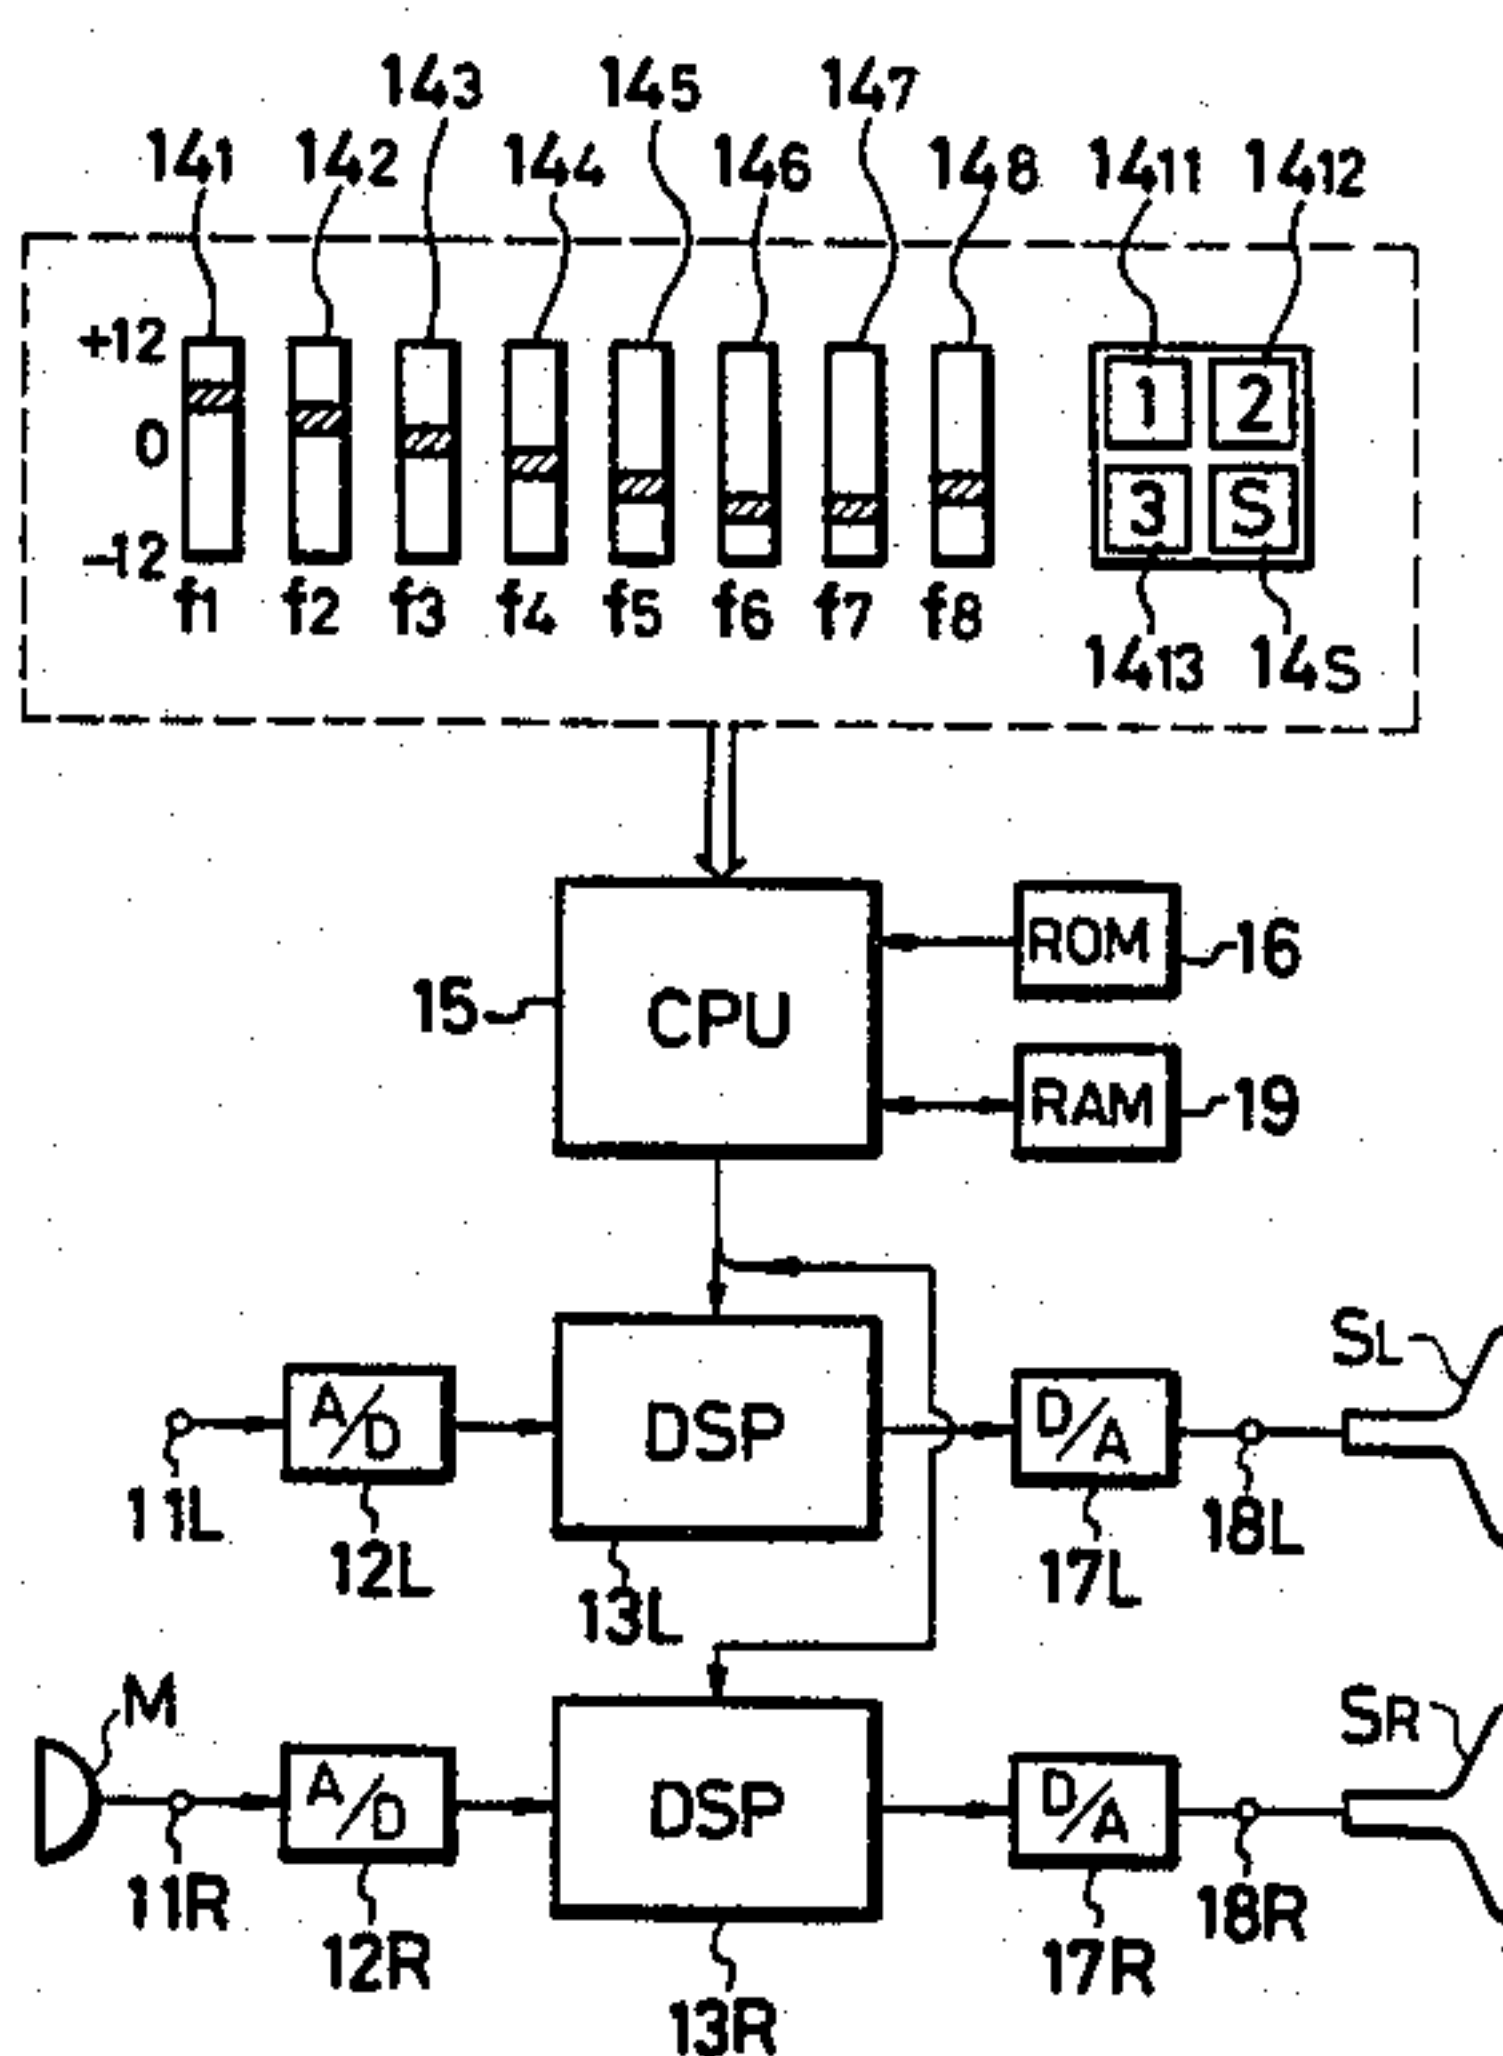 143 145 147
141 142 144 146 148 1411 1412
+12
0
-12
1 2
3 S
f1 f2 f3 f4 f5 f6 f7 f8
1413 14S
ROM 16
15 CPU
RAM 19
SL
A/D DSP D/A
11L 12L 13L 17L 18L
M SR
A/D DSP D/A
11R 12R 13R 17R 18R